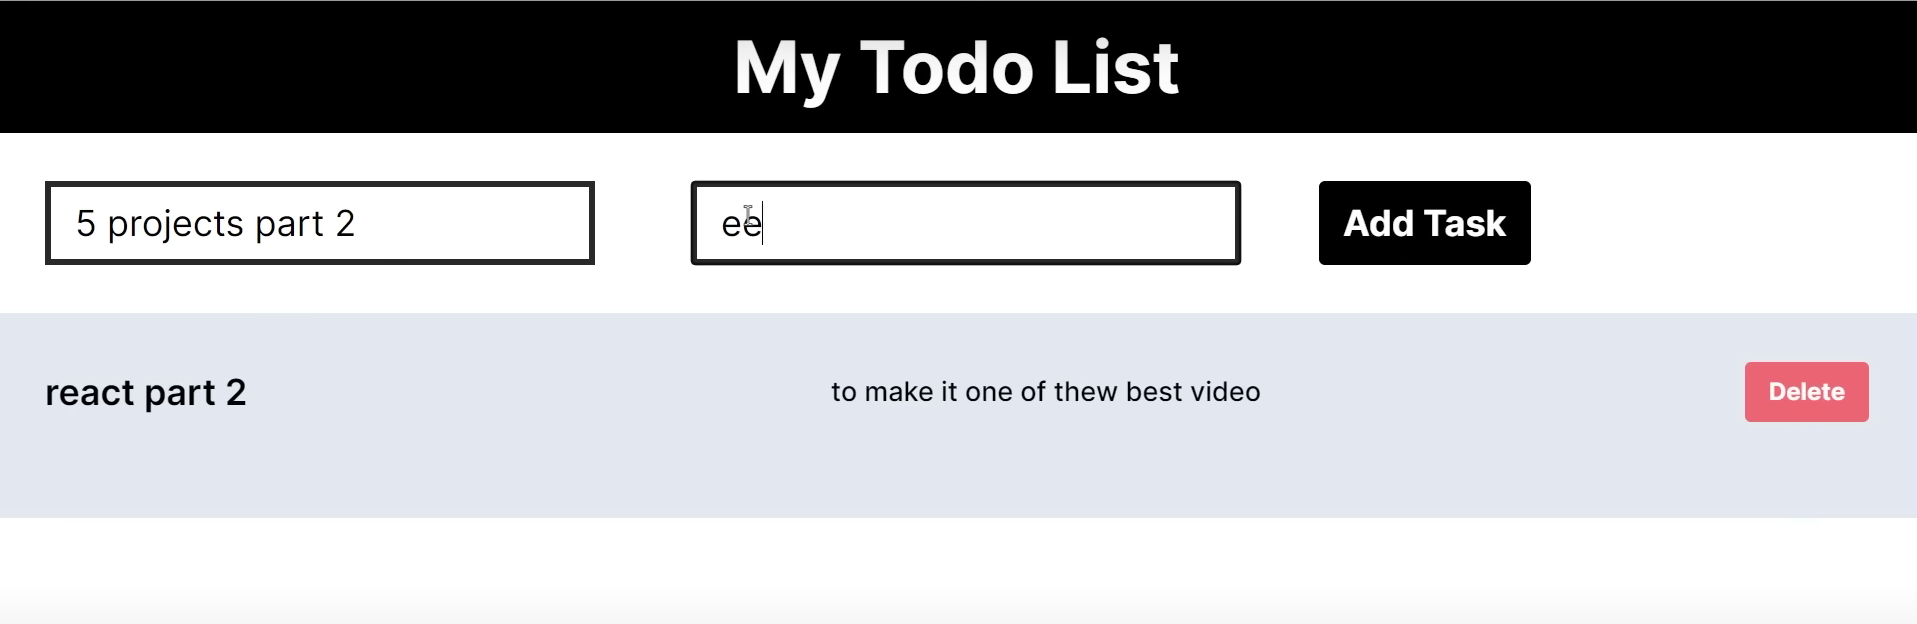 My Todo List
5 projects part 2
ee
Add Task
react part 2
to make it one of thew best video
Delete